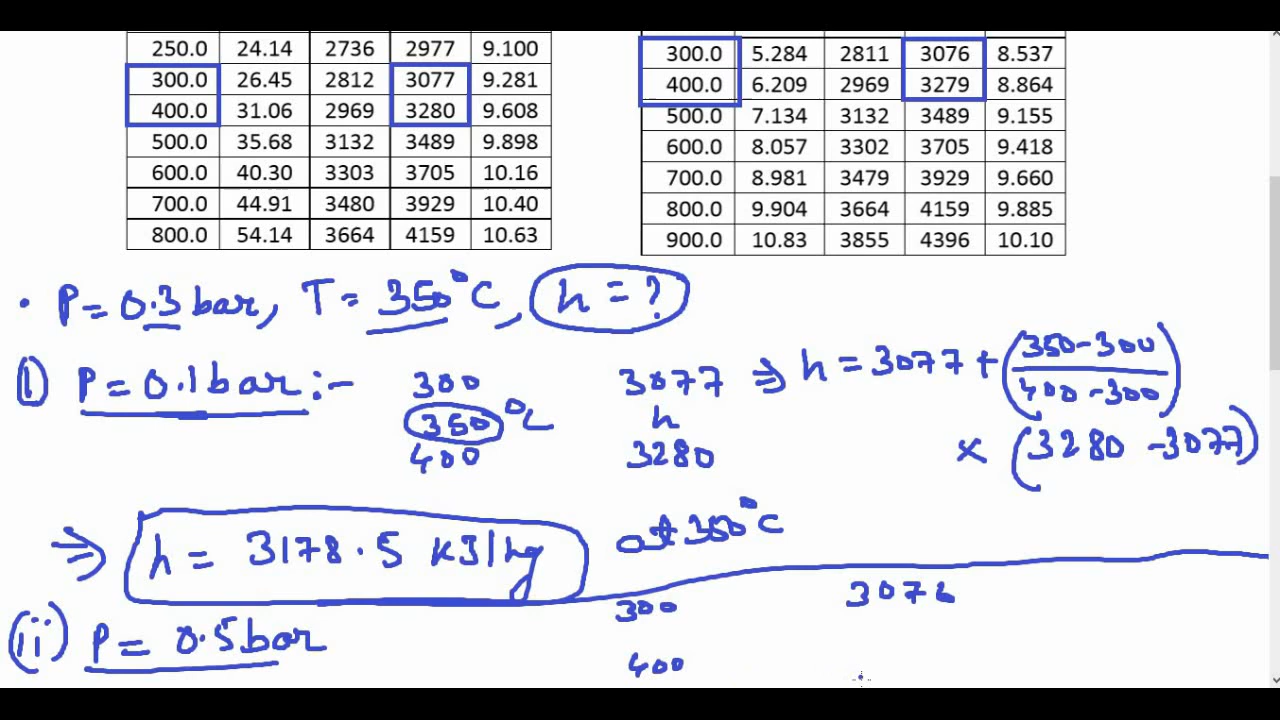 250.0 24.14 2736 2977 9.100
300.0 26.45 2812 3077 9.281
400.0 31.06 2969 3280 9.608
500.0 35.68 3132 3489 9.898
600.0 40.30 3303 3705 10.16
700.0 44.91 3480 3929 10.40
800.0 54.14 3664 4159 10.63
300.0 5.284 2811 3076 8.537
400.0 6.209 2969 3279 8.864
500.0 7.134 3132 3489 9.155
600.0 8.057 3302 3705 9.418
700.0 8.981 3479 3929 9.660
800.0 9.904 3664 4159 9.885
900.0 10.83 3855 4396 10.10
• P = 0.3 bar, T = 350°C, h = ?
(i) P = 0.1 bar :- 300 3077 ⇒ h = 3077 + (350-300 / 400-300)
350 °C h
400 3280 × (3280 - 3077)
⇒ h = 3178.5 kJ/kg at 350°C
300 3076
(ii) P = 0.5 bar
400